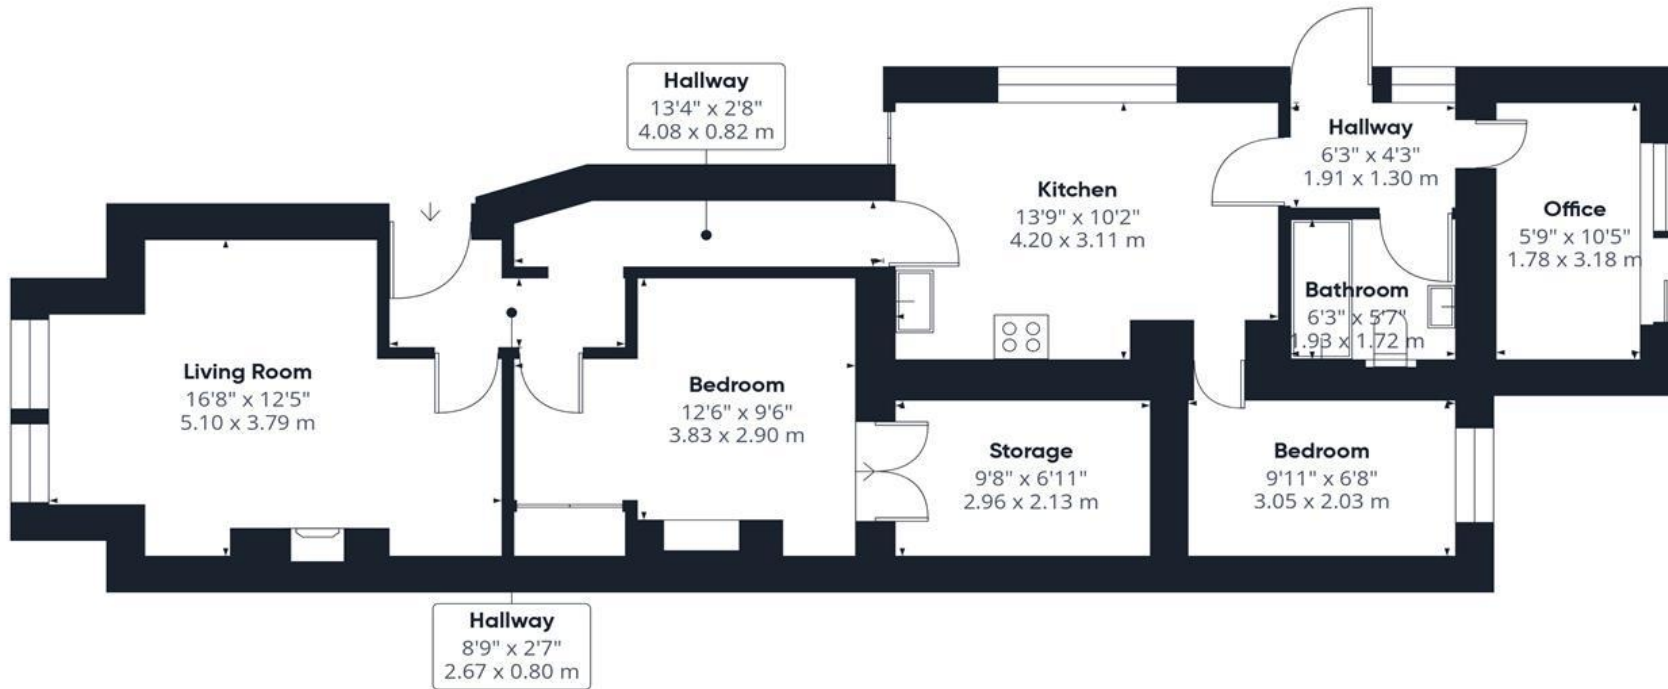 Hallway
13'4" x 2'8"
4.08 x 0.82 m
Hallway
6'3" x 4'3"
1.91 x 1.30 m
Kitchen
13'9" x 10'2"
4.20 x 3.11 m
Office
5'9" x 10'5"
1.78 x 3.18 m
Bathroom
6'3" x 5'7"
1.93 x 1.72 m
Living Room
16'8" x 12'5"
5.10 x 3.79 m
Bedroom
12'6" x 9'6"
3.83 x 2.90 m
Storage
9'8" x 6'11"
2.96 x 2.13 m
Bedroom
9'11" x 6'8"
3.05 x 2.03 m
Hallway
8'9" x 2'7"
2.67 x 0.80 m